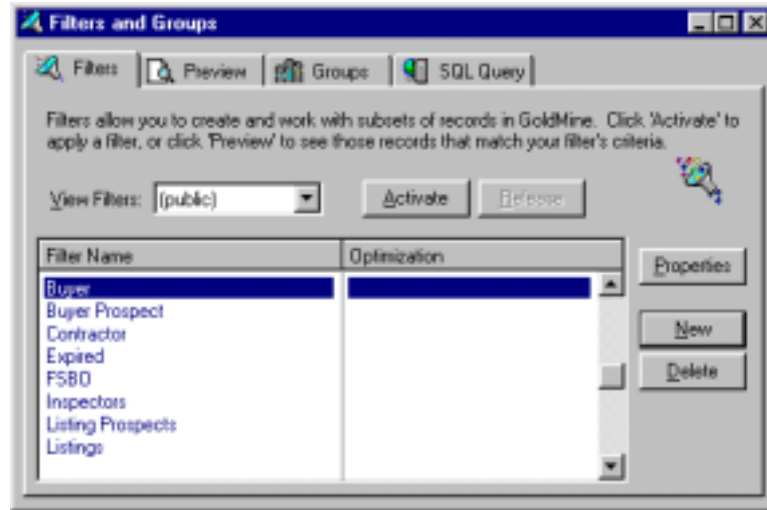 Filters and Groups
Filters Preview Groups SQL Query
Filters allow you to create and work with subsets of records in GoldMine. Click 'Activate' to
apply a filter, or click 'Preview' to see those records that match your filter's criteria.
View Filters: (public) Activate Release
Filter Name Optimization
Properties
Buyer
Buyer Prospect
Contractor
New
Expired
FSBO
Delete
Inspectors
Listing Prospects
Listings